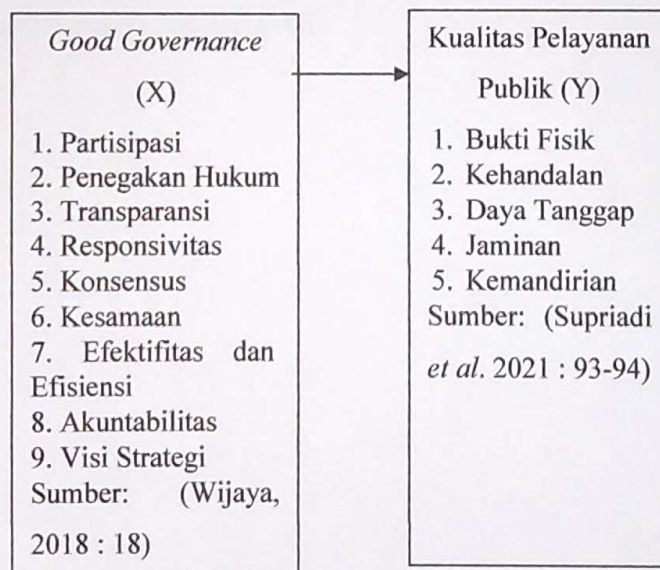 Good Governance
(X)
1. Partisipasi
2. Penegakan Hukum
3. Transparansi
4. Responsivitas
5. Konsensus
6. Kesamaan
7. Efektifitas dan
Efisiensi
8. Akuntabilitas
9. Visi Strategi
Sumber: (Wijaya,
2018 : 18)
Kualitas Pelayanan
Publik (Y)
1. Bukti Fisik
2. Kehandalan
3. Daya Tanggap
4. Jaminan
5. Kemandirian
Sumber: (Supriadi
et al. 2021 : 93-94)